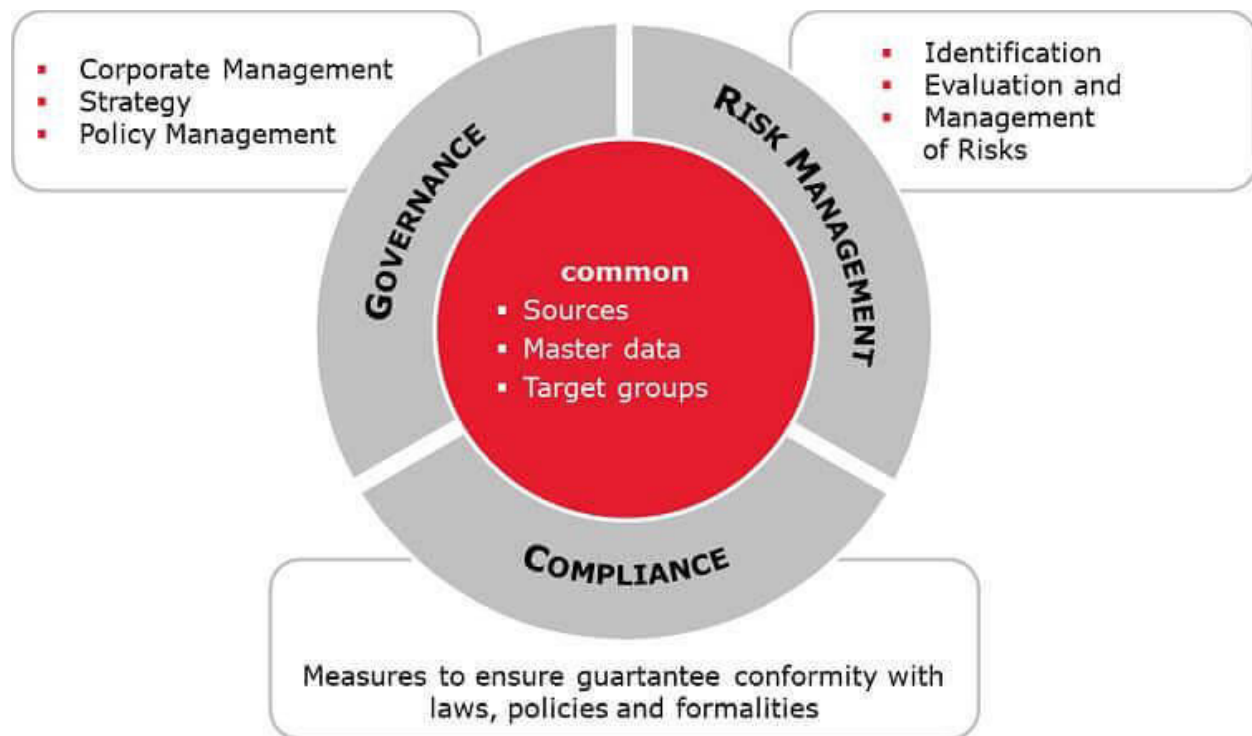 ▪ Corporate Management
▪ Strategy
▪ Policy Management
GOVERNANCE
▪ Identification
▪ Evaluation and
▪ Management
of Risks
RISK MANAGEMENT
common
▪ Sources
▪ Master data
▪ Target groups
COMPLIANCE
Measures to ensure guartantee conformity with
laws, policies and formalities